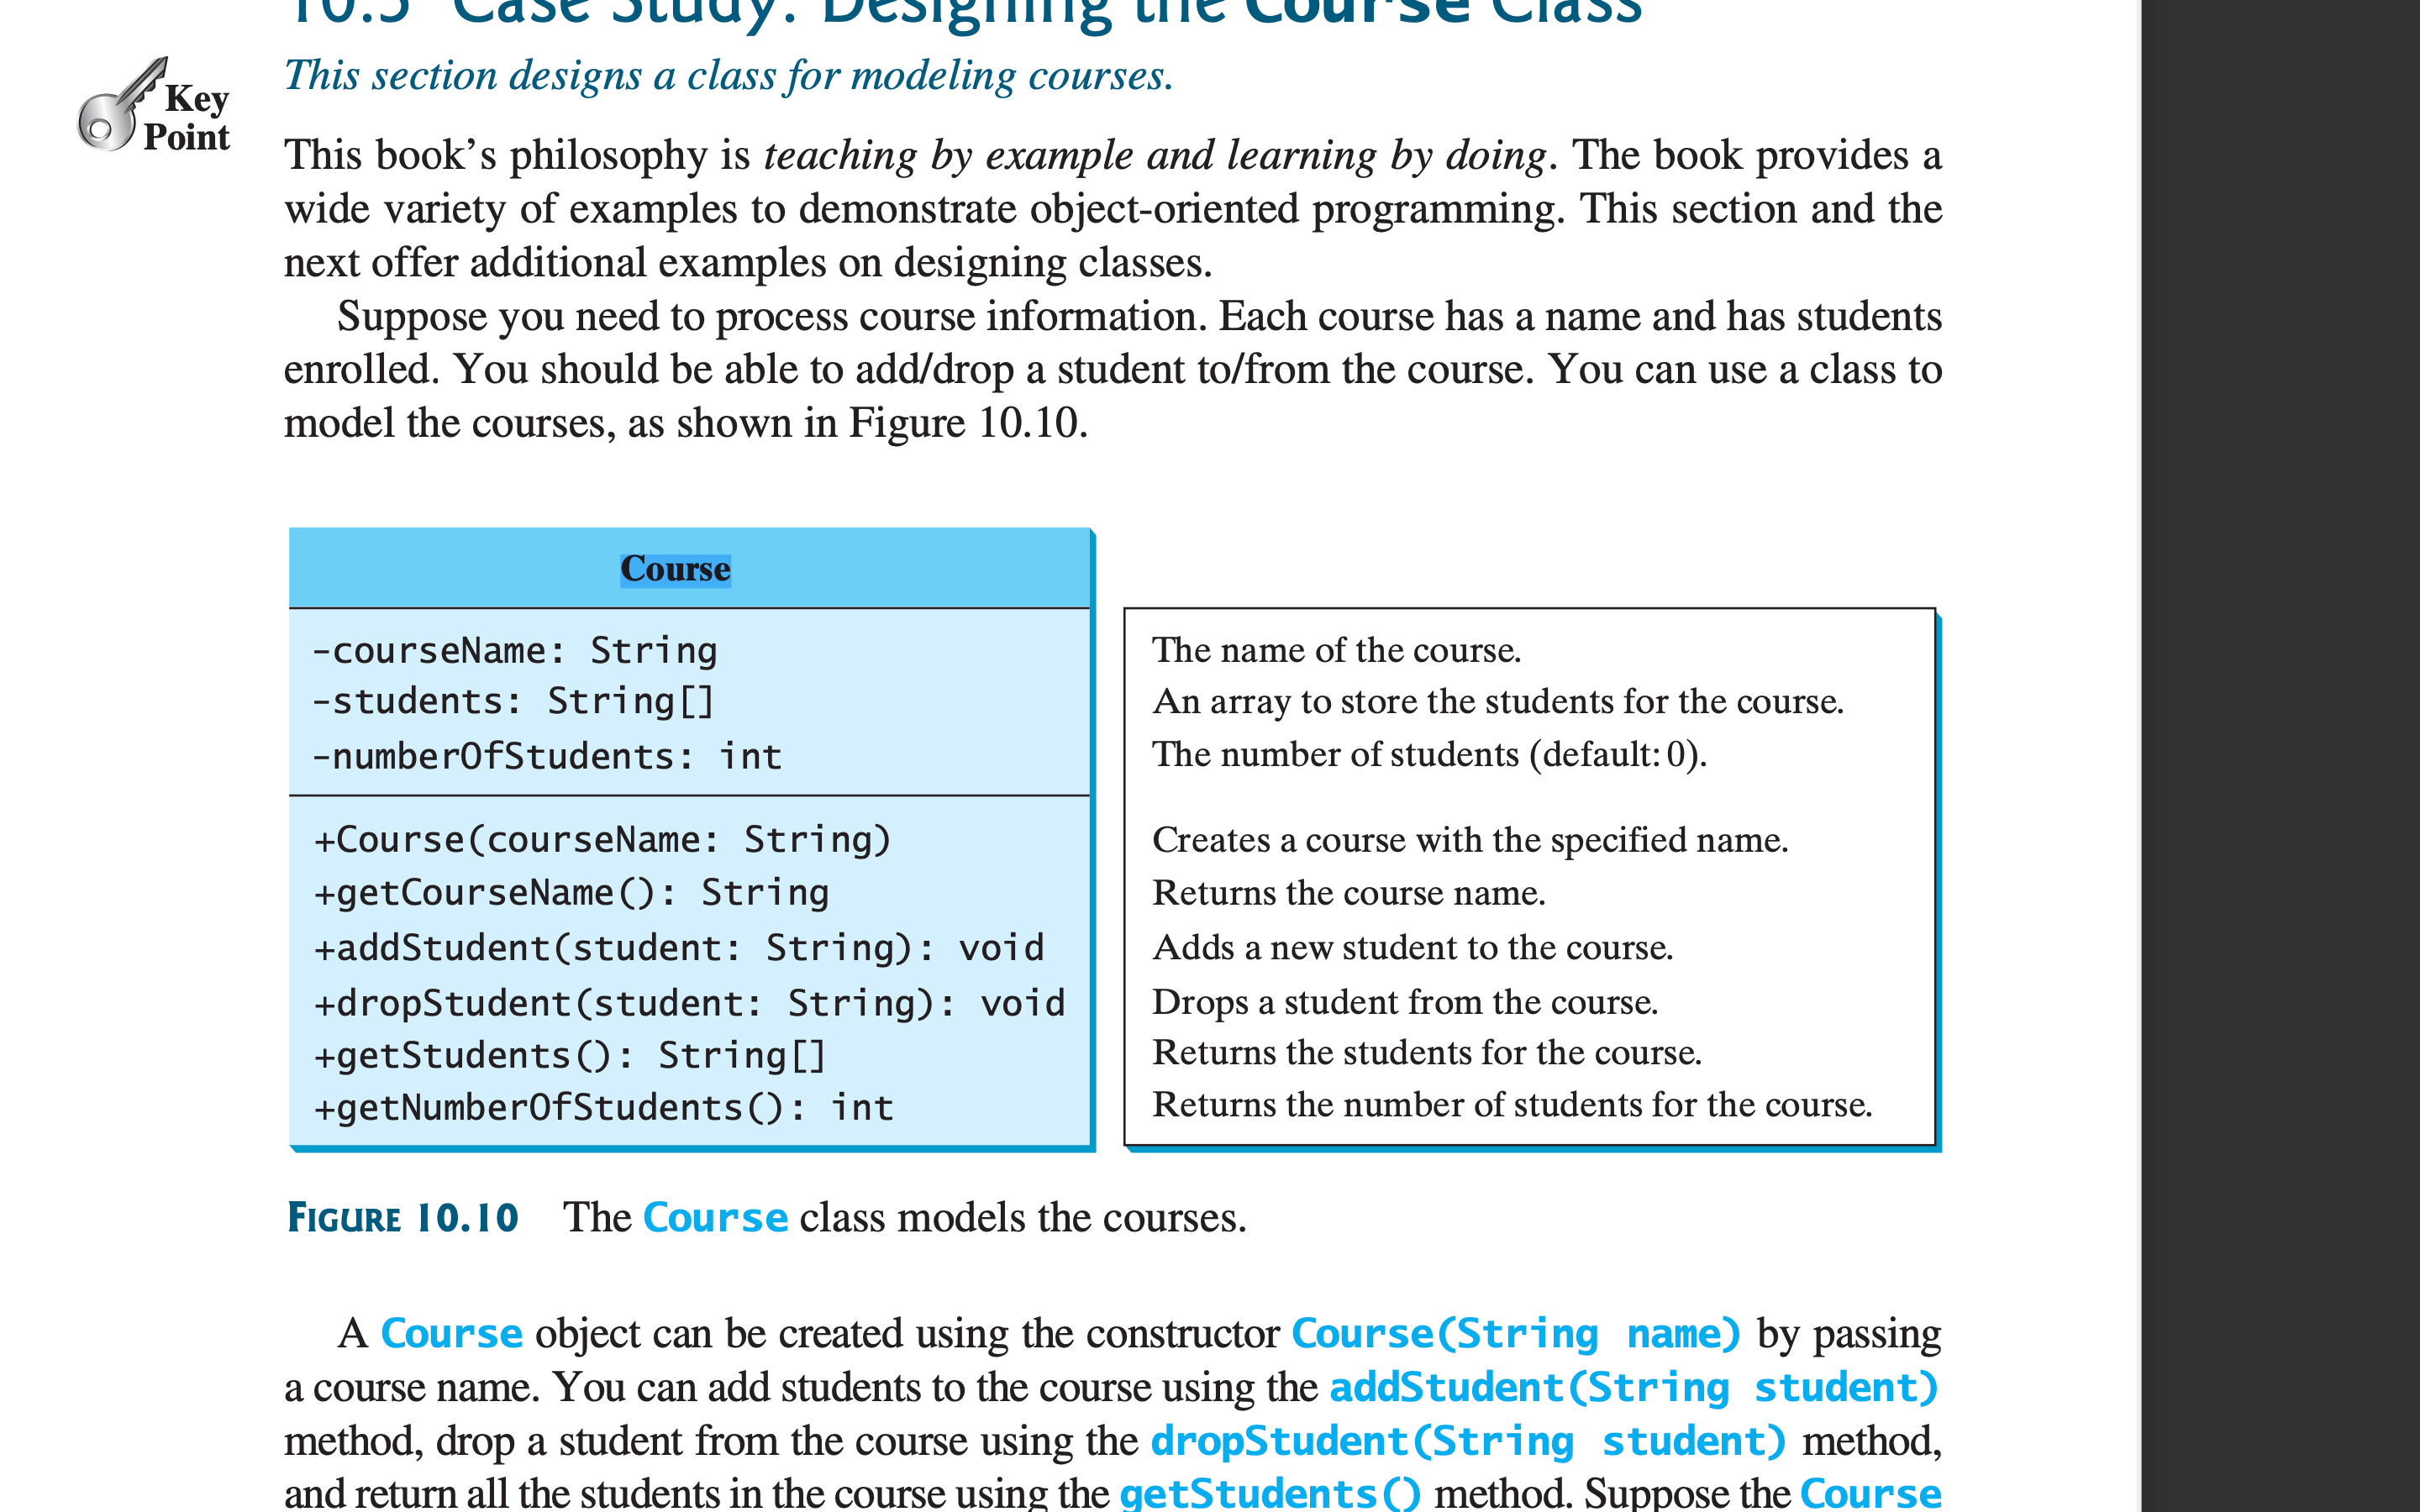 10.5 Case Study: Designing the Course Class
This section designs a class for modeling courses.
Key
Point
This book’s philosophy is teaching by example and learning by doing. The book provides a
wide variety of examples to demonstrate object-oriented programming. This section and the
next offer additional examples on designing classes.
Suppose you need to process course information. Each course has a name and has students
enrolled. You should be able to add/drop a student to/from the course. You can use a class to
model the courses, as shown in Figure 10.10.
Course
-courseName: String
-students: String[]
-numberOfStudents: int
+Course(courseName: String)
+getCourseName(): String
+addStudent(student: String): void
+dropStudent(student: String): void
+getStudents(): String[]
+getNumberOfStudents(): int
The name of the course.
An array to store the students for the course.
The number of students (default: 0).
Creates a course with the specified name.
Returns the course name.
Adds a new student to the course.
Drops a student from the course.
Returns the students for the course.
Returns the number of students for the course.
FIGURE 10.10 The Course class models the courses.
A Course object can be created using the constructor Course(String name) by passing
a course name. You can add students to the course using the addStudent(String student)
method, drop a student from the course using the dropStudent(String student) method,
and return all the students in the course using the getStudents() method. Suppose the Course